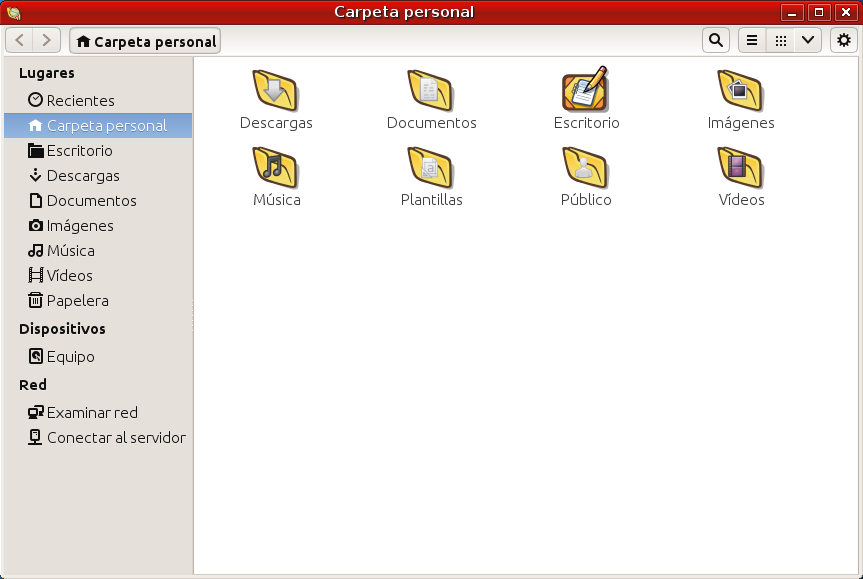 Carpeta personal
Carpeta personal
Lugares
Recientes
Carpeta personal
Escritorio
Descargas
Documentos
Imágenes
Música
Vídeos
Papelera
Dispositivos
Equipo
Red
Examinar red
Conectar al servidor
Descargas Documentos Escritorio Imágenes
Música Plantillas Público Vídeos